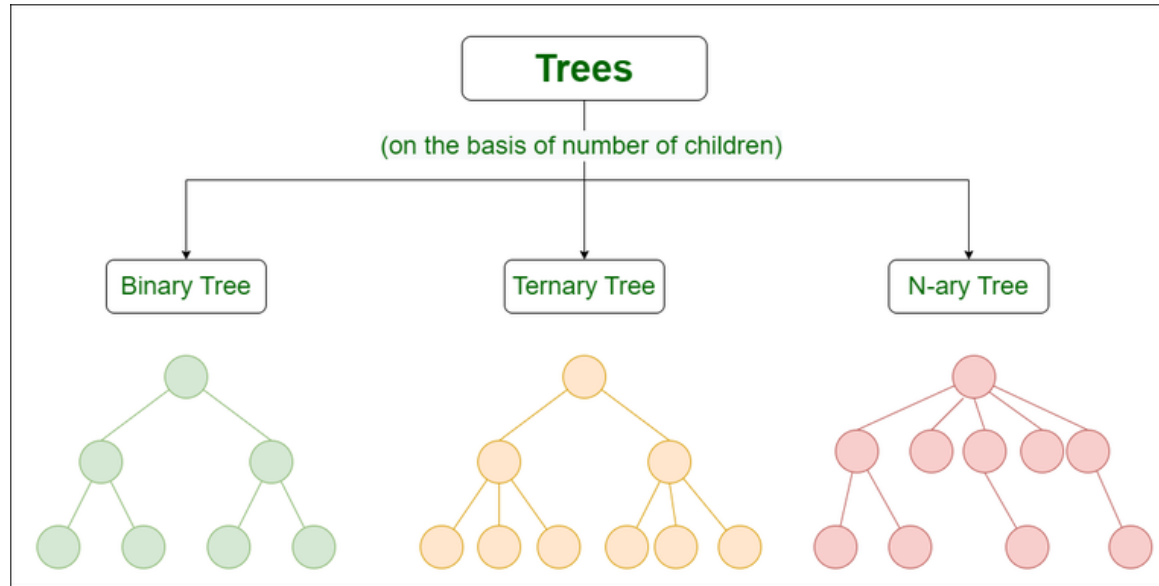 Trees
(on the basis of number of children)
Binary Tree
Ternary Tree
N-ary Tree